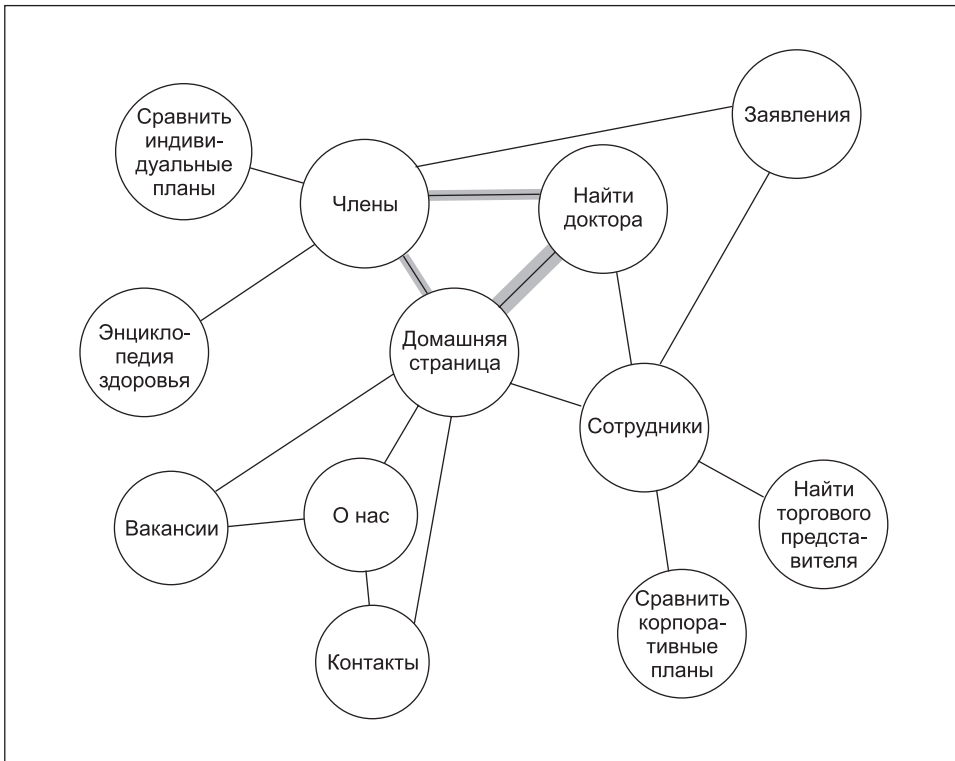 Заявления
Сравнить
индиви-
дуальные
планы
Члены
Найти
доктора
Энцикло-
педия
здоровья
Домашняя
страница
Сотрудники
Вакансии
О нас
Найти
торгового
предста-
вителя
Сравнить
корпора-
тивные
планы
Контакты